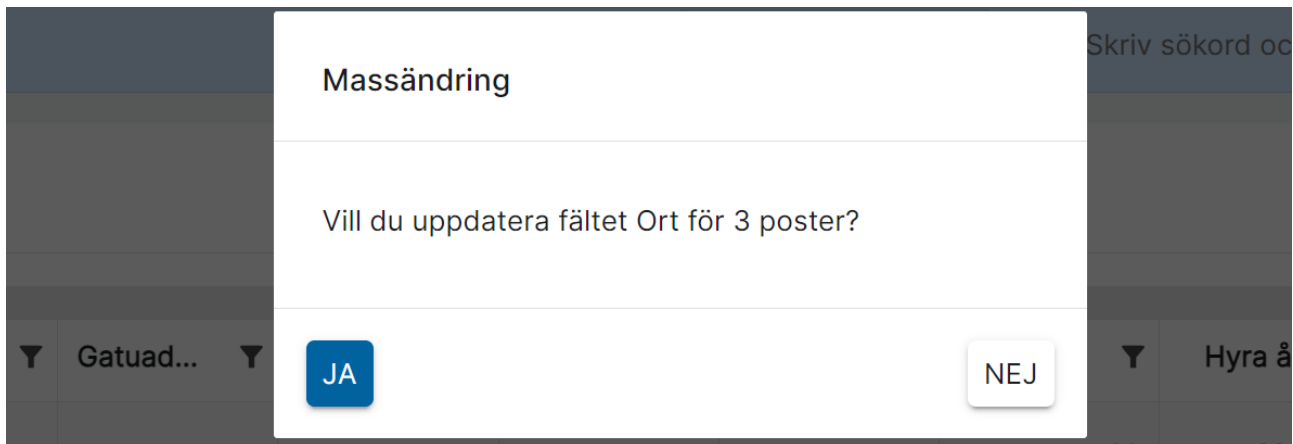 Skriv sökord oc
Massändring
Vill du uppdatera fältet Ort för 3 poster?
Gatuad...
Hyra å
JA
NEJ